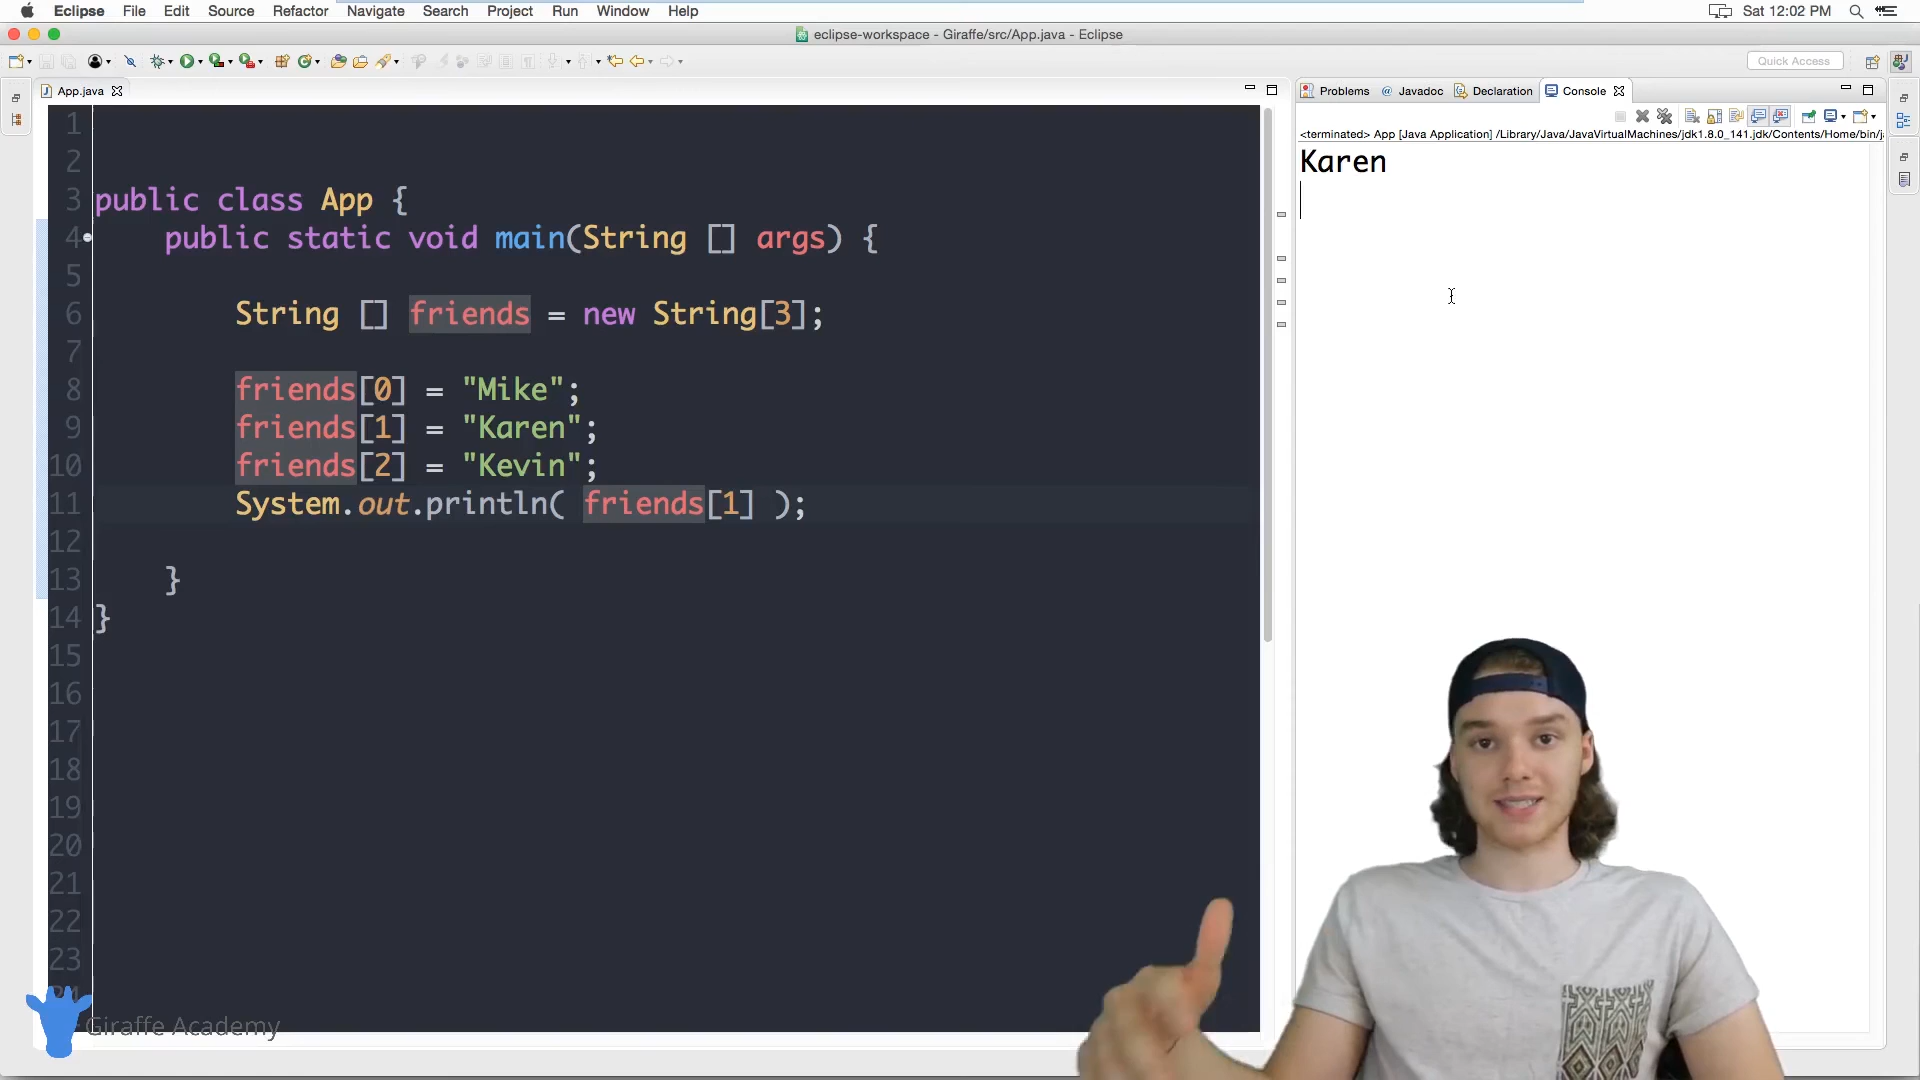 Eclipse File Edit Source Refactor Navigate Search Project Run Window Help Sat 12:02 PM
eclipse-workspace - Giraffe/src/App.java - Eclipse
Quick Access
App.java
Problems @ Javadoc Declaration Console
<terminated> App [Java Application] /Library/Java/JavaVirtualMachines/jdk1.8.0_141.jdk/Contents/Home/bin/j
Karen
1
2
3 public class App {
4 public static void main(String [] args) {
5
6 String [] friends = new String[3];
7
8 friends[0] = "Mike";
9 friends[1] = "Karen";
10 friends[2] = "Kevin";
11 System.out.println( friends[1] );
12
13 }
14 }
15
16
17
18
19
20
21
22
23
Giraffe Academy